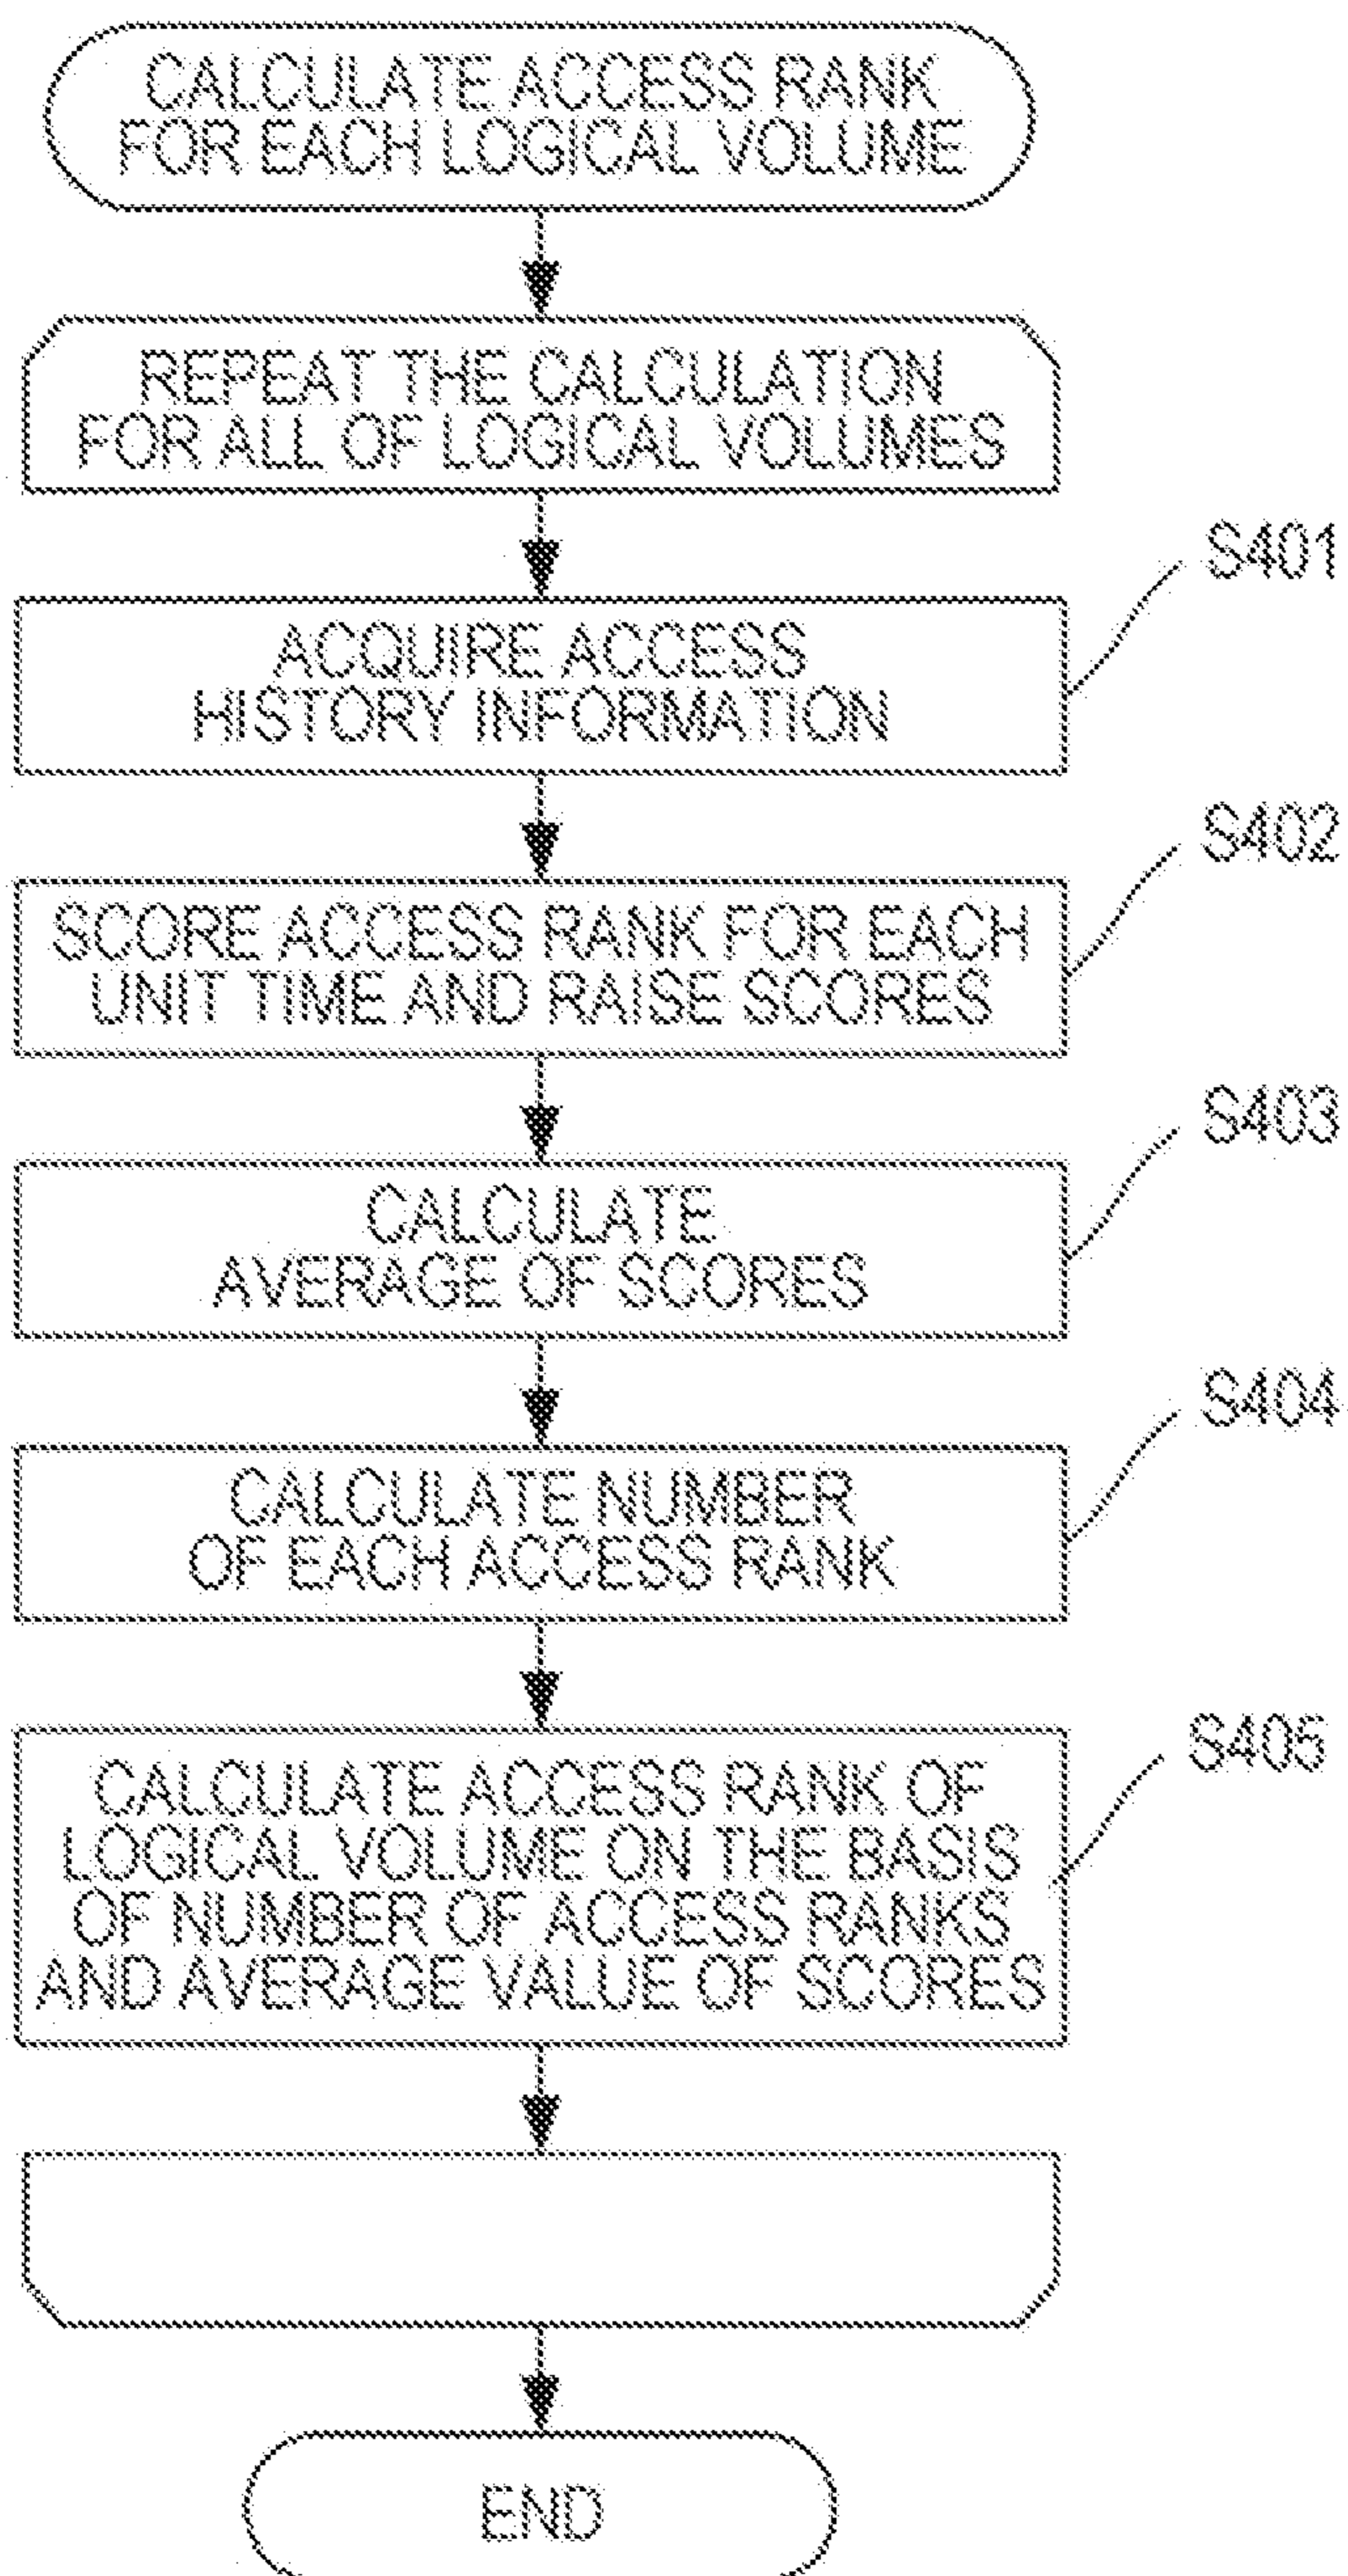 CALCULATE ACCESS RANK
FOR EACH LOGICAL VOLUME
REPEAT THE CALCULATION
FOR ALL OF LOGICAL VOLUMES
S401
ACQUIRE ACCESS
HISTORY INFORMATION
S402
SCORE ACCESS RANK FOR EACH
UNIT TIME AND RAISE SCORES
S403
CALCULATE
AVERAGE OF SCORES
S404
CALCULATE NUMBER
OF EACH ACCESS RANK
S405
CALCULATE ACCESS RANK OF
LOGICAL VOLUME ON THE BASIS
OF NUMBER OF ACCESS RANKS
AND AVERAGE VALUE OF SCORES
END